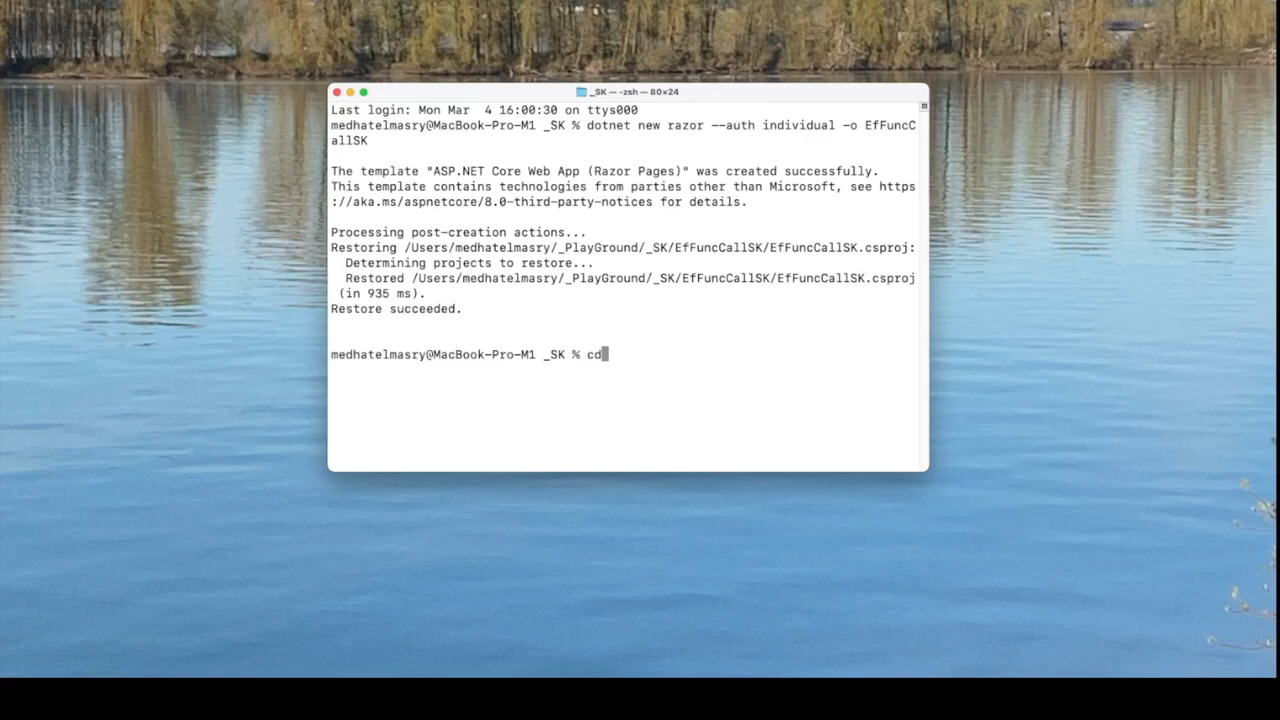 _SK — -zsh — 80×24
Last login: Mon Mar  4 16:00:30 on ttys000
medhatelmasry@MacBook-Pro-M1 _SK % dotnet new razor --auth individual -o EfFuncC
allSK
The template "ASP.NET Core Web App (Razor Pages)" was created successfully.
This template contains technologies from parties other than Microsoft, see https
://aka.ms/aspnetcore/8.0-third-party-notices for details.
Processing post-creation actions...
Restoring /Users/medhatelmasry/_PlayGround/_SK/EfFuncCallSK/EfFuncCallSK.csproj:
  Determining projects to restore...
  Restored /Users/medhatelmasry/_PlayGround/_SK/EfFuncCallSK/EfFuncCallSK.csproj
 (in 935 ms).
Restore succeeded.
medhatelmasry@MacBook-Pro-M1 _SK % cd